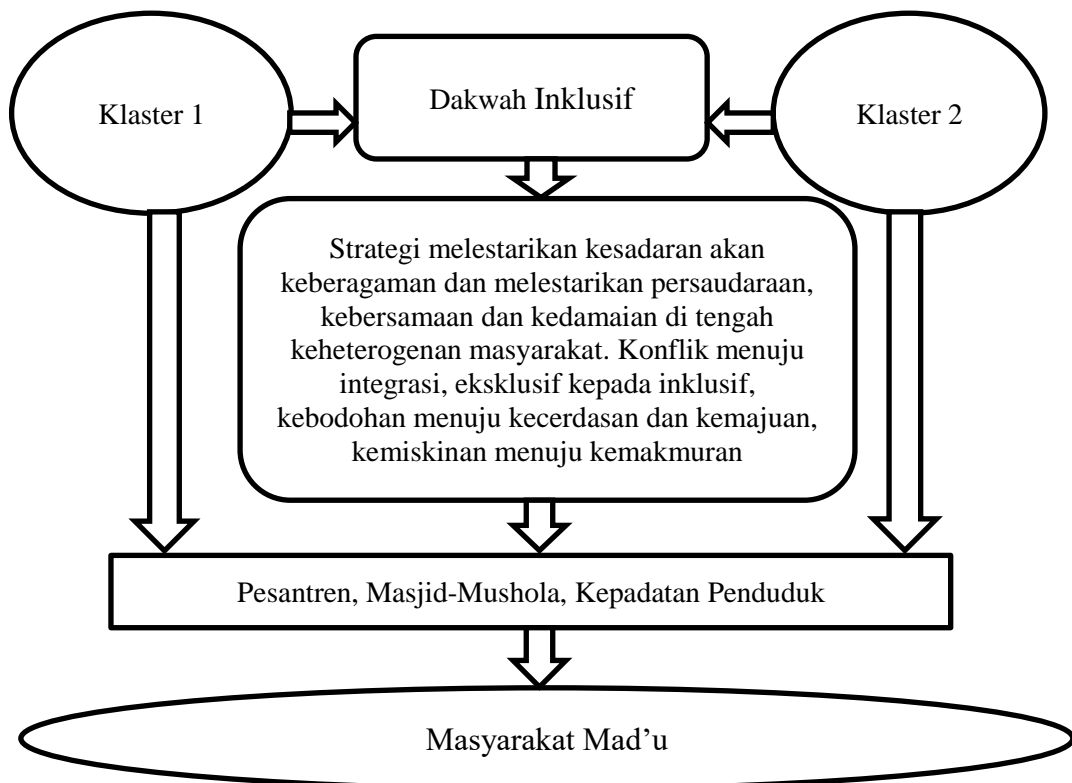 Klaster 1
Dakwah Inklusif
Klaster 2
Strategi melestarikan kesadaran akan
keberagaman dan melestarikan persaudaraan,
kebersamaan dan kedamaian di tengah
keheterogenan masyarakat. Konflik menuju
integrasi, eksklusif kepada inklusif,
kebodohan menuju kecerdasan dan kemajuan,
kemiskinan menuju kemakmuran
Pesantren, Masjid-Mushola, Kepadatan Penduduk
Masyarakat Mad’u